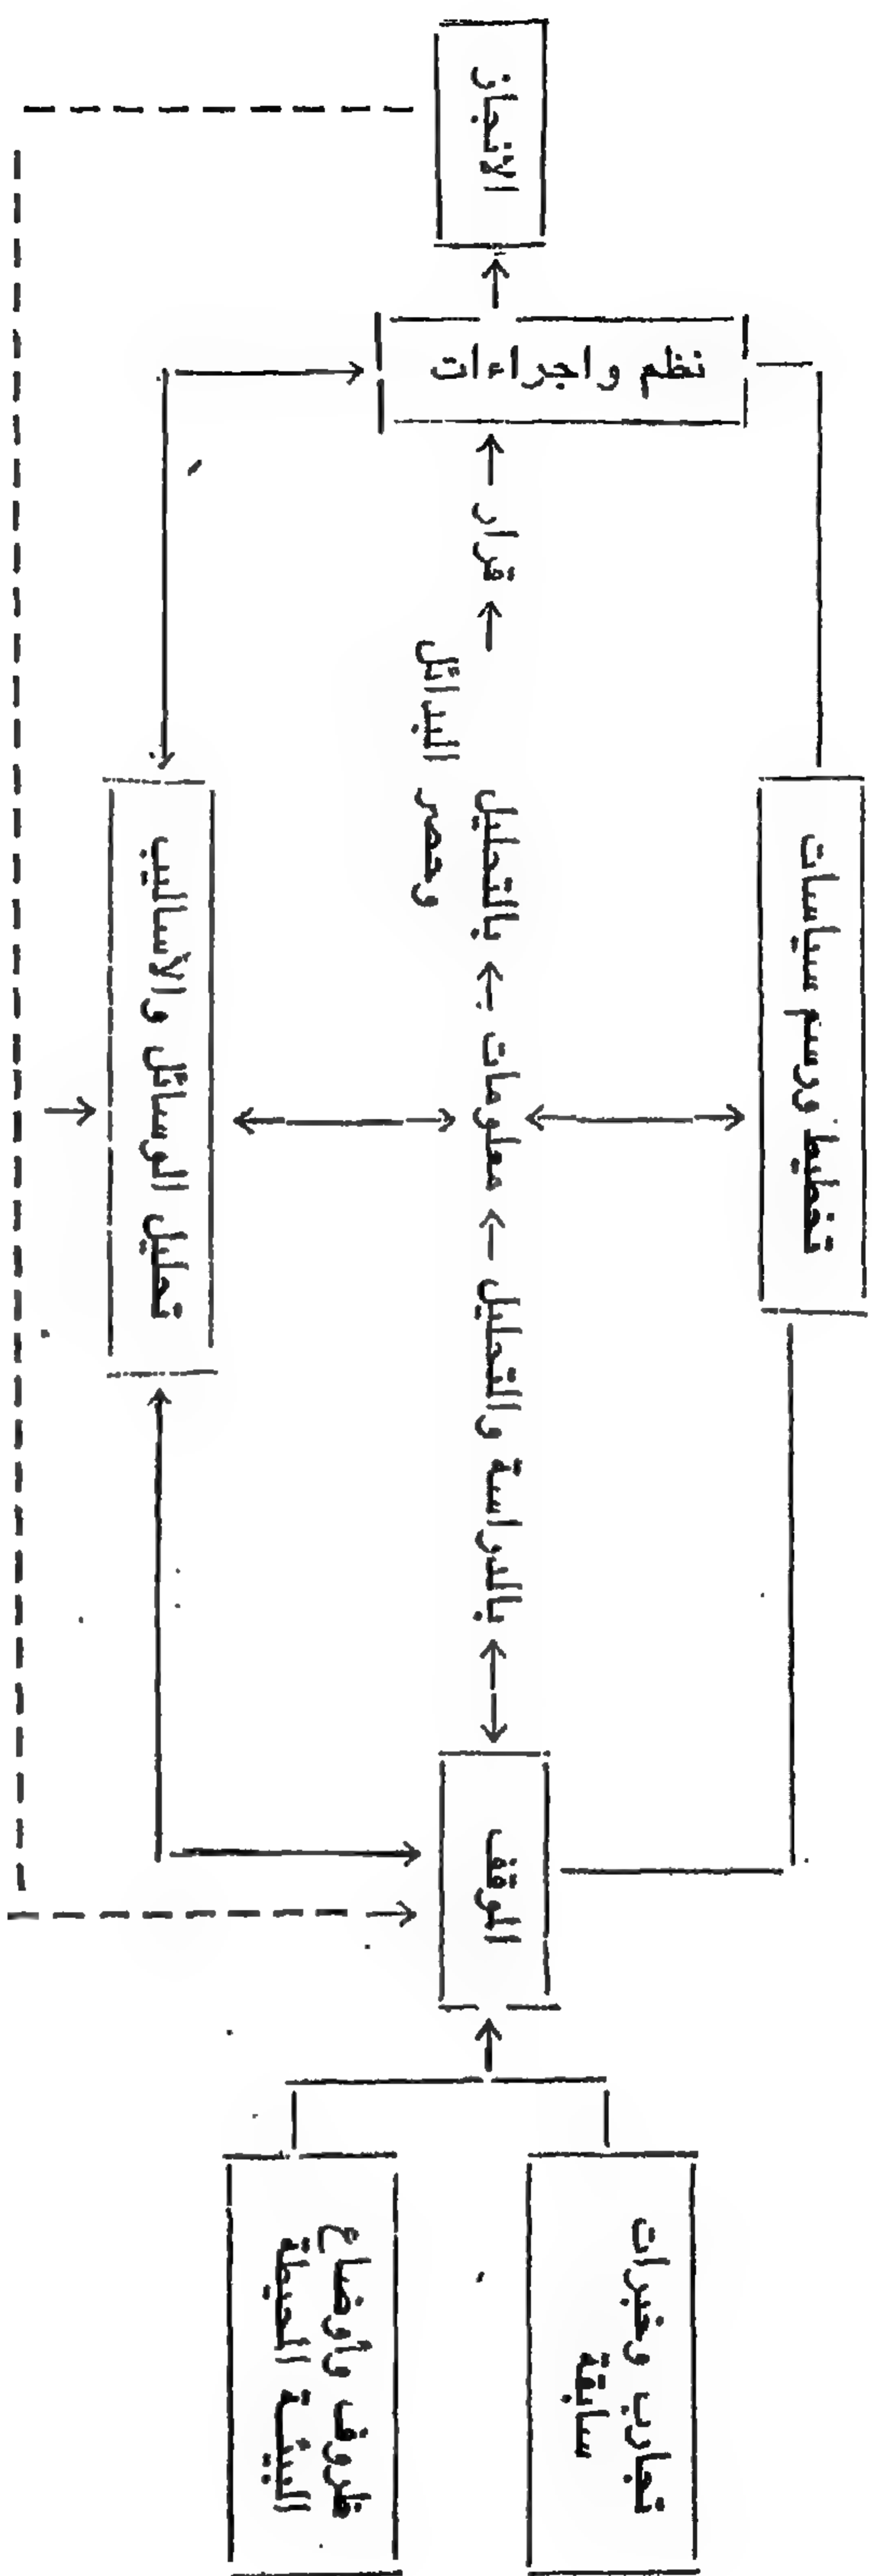 تجارب وخبرات
سابقة
ظروف وأوضاع
البيئة المحيطة
الموقف
تخطيط ورسم سياسات
بالدراسة والتحليل ← معلومات ← بالتحليل
وحصر البدائل
← قرار ←
تحليل الوسائل والأساليب
نظم واجراءات
الانجاز